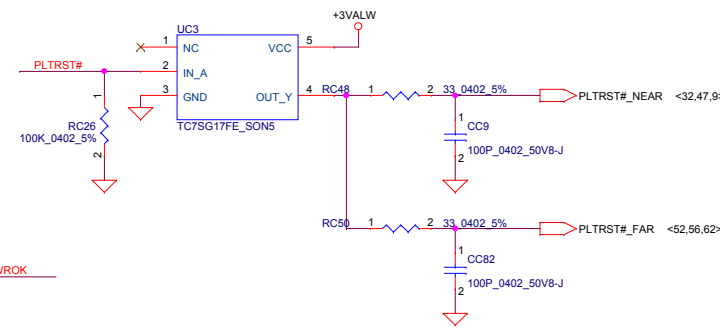 +3VALW
UC3
1 NC VCC 5
PLTRST# 2 IN_A
3 GND OUT_Y 4
TC7SG17FE_SON5
1
RC26
100K_0402_5%
2
RC48 1 2 33_0402_5% PLTRST#_NEAR <32,47,9>
1
CC9
100P_0402_50V8-J
2
RC50 1 2 33_0402_5% PLTRST#_FAR <52,56,62>
1
CC82
100P_0402_50V8-J
2